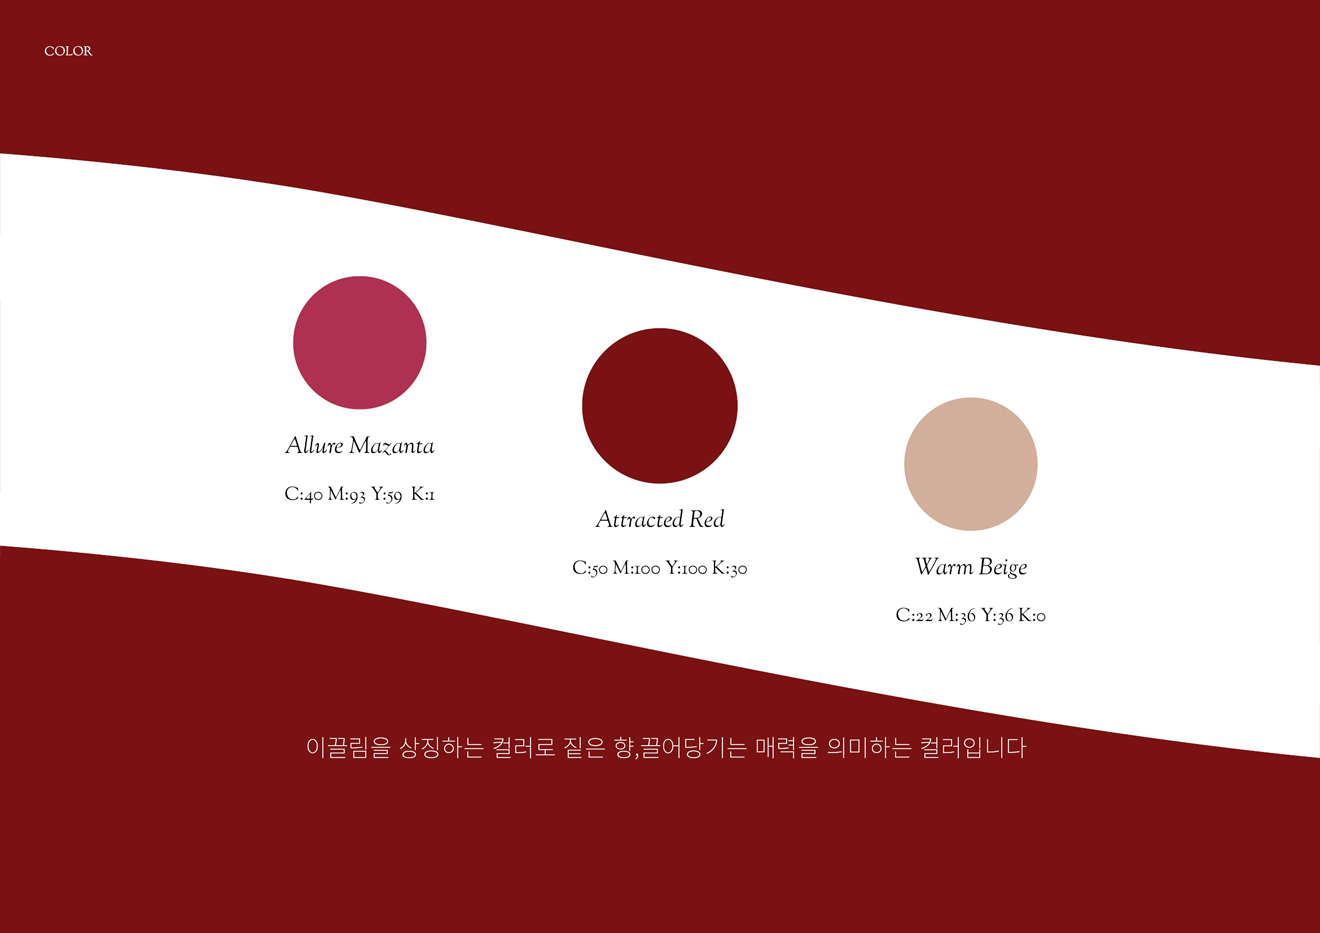 COLOR
Allure Mazanta
C:40 M:93 Y:59 K:1
Attracted Red
C:50 M:100 Y:100 K:30
Warm Beige
C:22 M:36 Y:36 K:0
이끌림을 상징하는 컬러로 짙은 향,끌어당기는 매력을 의미하는 컬러입니다